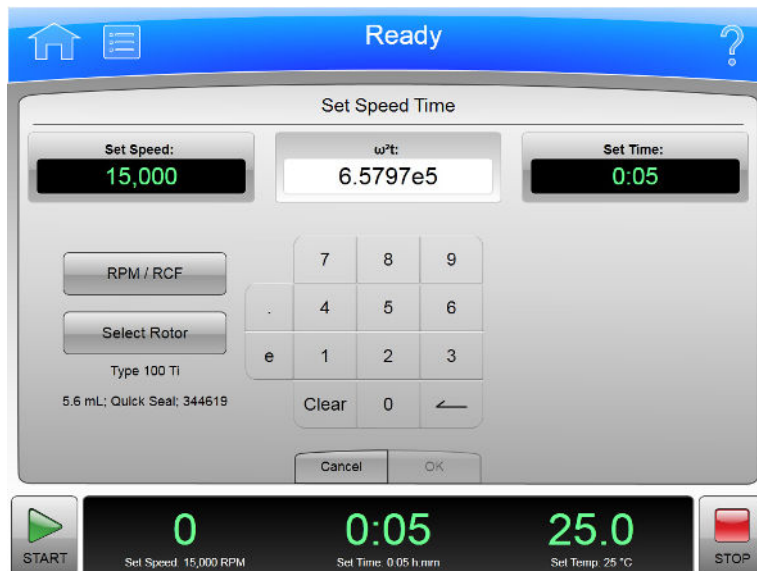 Ready
?
Set Speed Time
Set Speed:
15,000
ω²t:
6.5797e5
Set Time:
0:05
RPM / RCF
Select Rotor
Type 100 Ti
5.6 mL; Quick Seal; 344619
7 8 9
. 4 5 6
e 1 2 3
Clear 0
Cancel OK
START
0
Set Speed: 15,000 RPM
0:05
Set Time: 0:05 h:mm
25.0
Set Temp: 25 °C
STOP